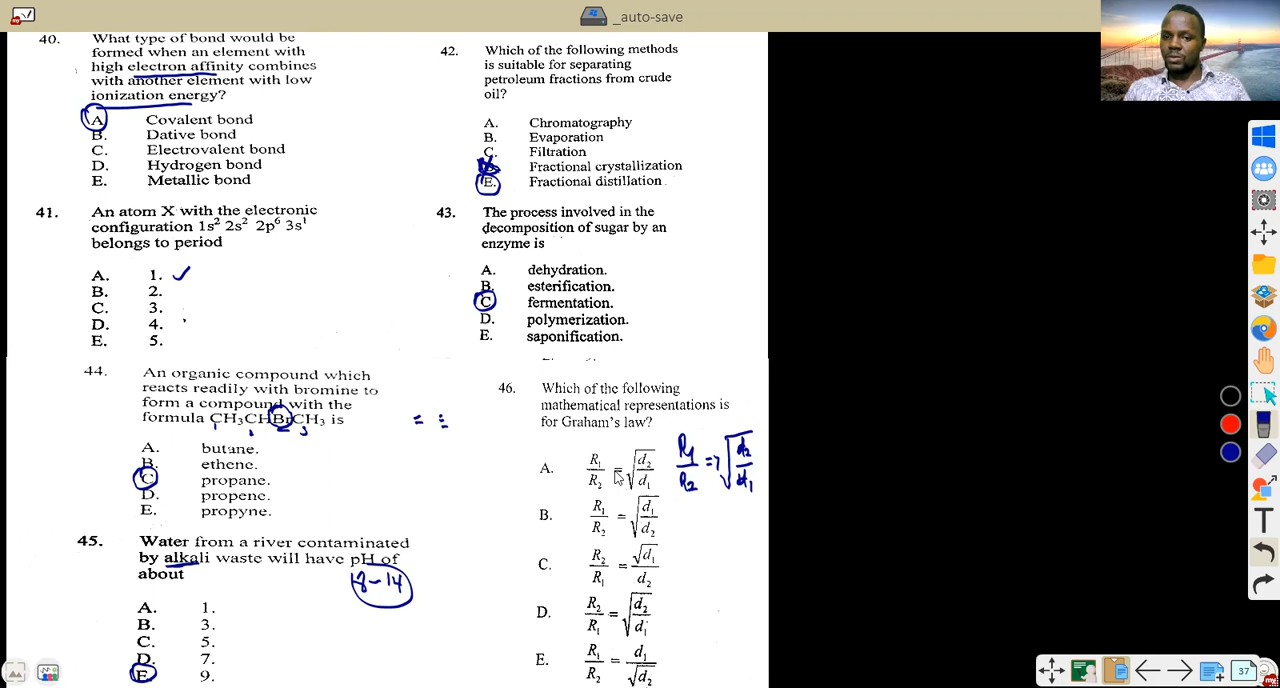 _auto-save
40. What type of bond would be
formed when an element with
high electron affinity combines
with another element with low
ionization energy?
A. Covalent bond
B. Dative bond
C. Electrovalent bond
D. Hydrogen bond
E. Metallic bond
41. An atom X with the electronic
configuration 1s² 2s² 2p⁶ 3s¹
belongs to period
A. 1.
B. 2.
C. 3.
D. 4.
E. 5.
42. Which of the following methods
is suitable for separating
petroleum fractions from crude
oil?
A. Chromatography
B. Evaporation
C. Filtration
Fractional crystallization
E. Fractional distillation
43. The process involved in the
decomposition of sugar by an
enzyme is
A. dehydration.
B. esterification.
C fermentation.
D. polymerization.
E. saponification.
44. An organic compound which
reacts readily with bromine to
form a compound with the
formula CH₃CHBrCH₃ is
1 2 3
= ≡
A. butane.
B. ethene.
C propane.
D. propene.
E. propyne.
45. Water from a river contaminated
by alkali waste will have pH of
about
8-14
A. 1.
B. 3.
C. 5.
D. 7.
E 9.
46. Which of the following
mathematical representations is
for Graham's law?
A. R₁/R₂ = √(d₂/d₁)
R₁/R₂ = √(d₂/d₁)
B. R₁/R₂ = √(d₁/d₂)
C. R₂/R₁ = √d₁/d₂
D. R₂/R₁ = √(d₂/d₁)
E. R₁/R₂ = d₁/√d₂
T
37